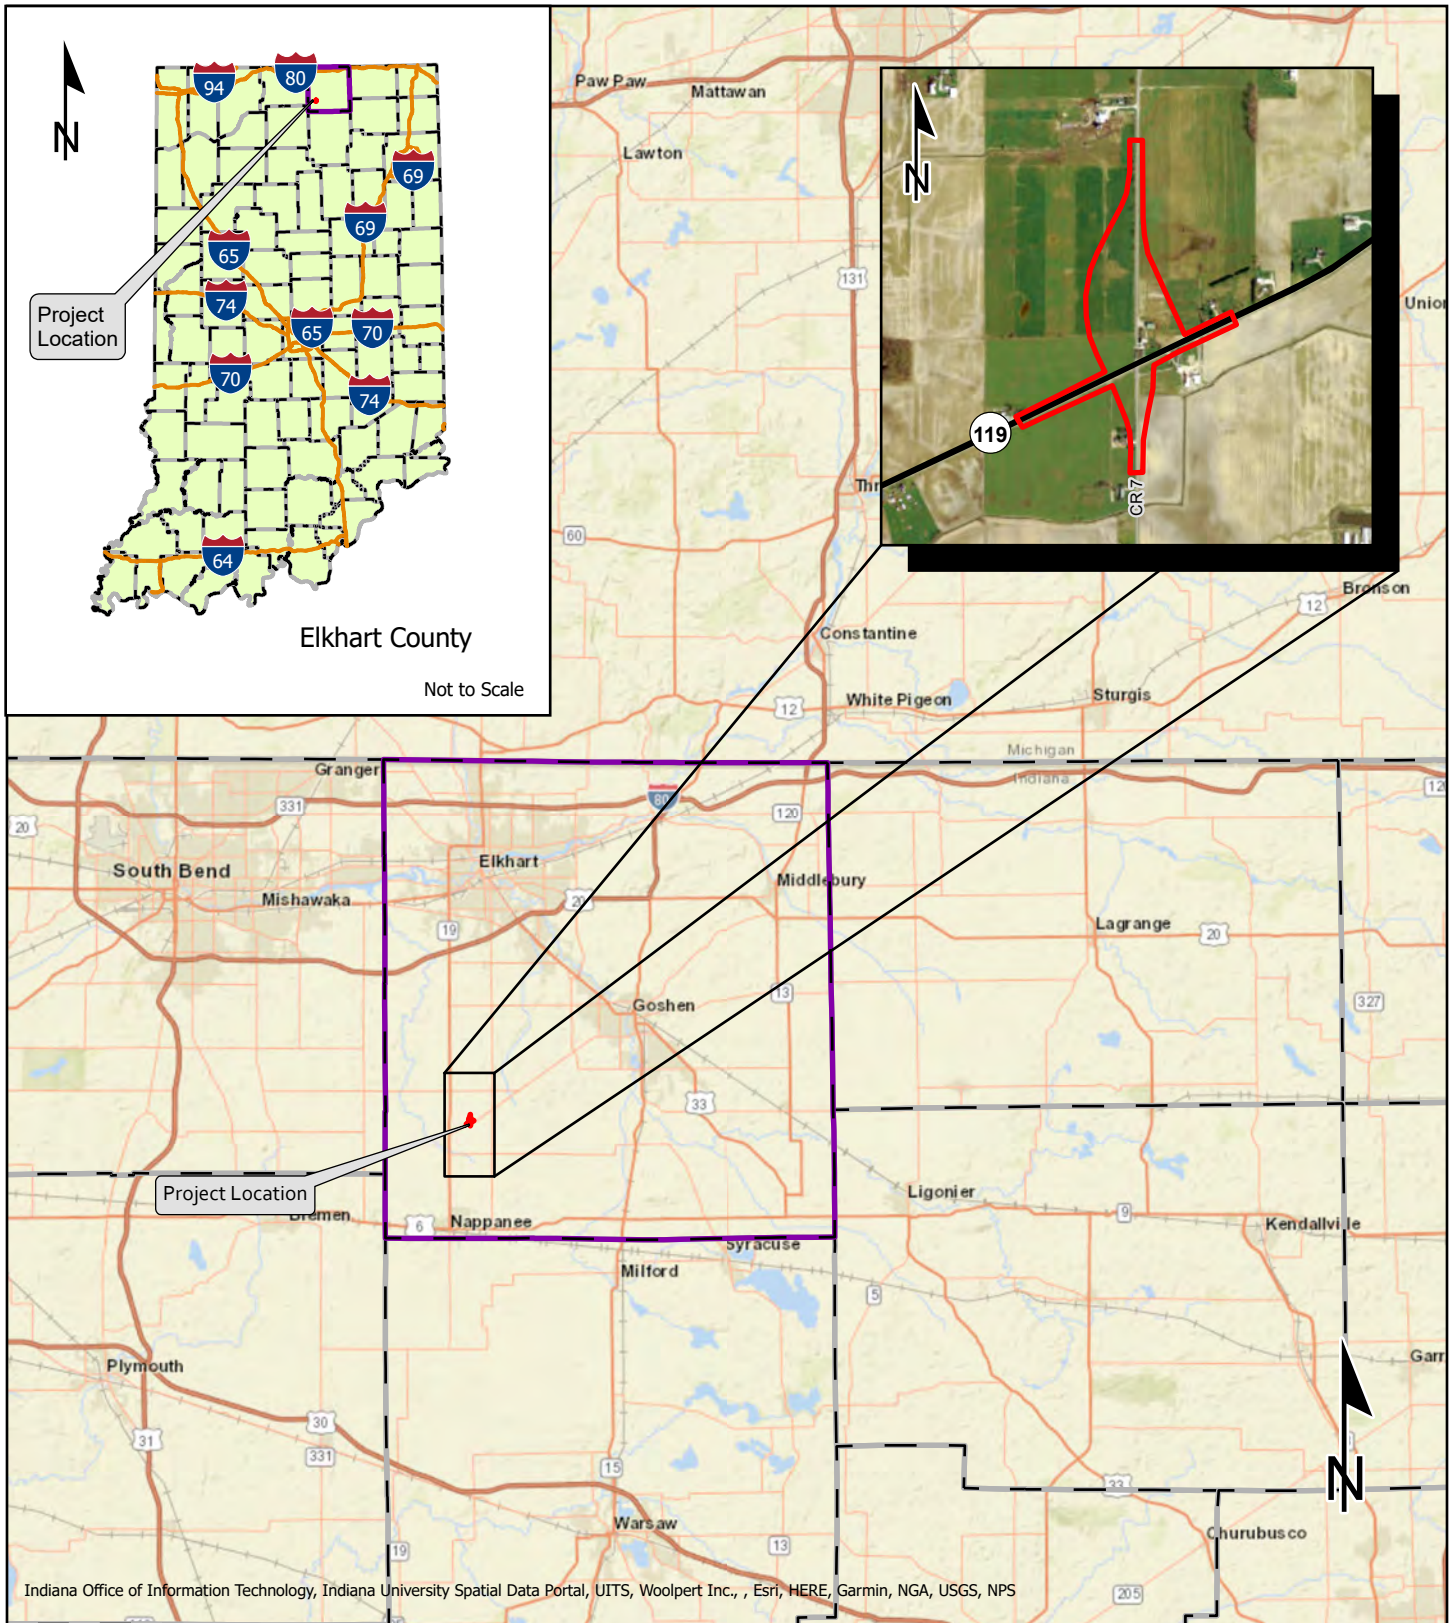 N
94
80
69
69
65
74
65
70
70
74
64
Project
Location
Elkhart County
Not to Scale
Paw Paw
Mattawan
Lawton
131
60
Constantine
12
White Pigeon
Sturgis
12
Bronson
N
119
CR 7
Michigan
Indiana
Granger
331
80
120
20
South Bend
Elkhart
Mishawaka
Middlebury
20
19
Lagrange
20
Goshen
13
327
33
Project Location
Bremen
6
Nappanee
Ligonier
9
Kendallville
Syracuse
Milford
5
Plymouth
30
31
331
15
33
N
Warsaw
Churubusco
19
13
205
Indiana Office of Information Technology, Indiana University Spatial Data Portal, UITS, Woolpert Inc., , Esri, HERE, Garmin, NGA, USGS, NPS